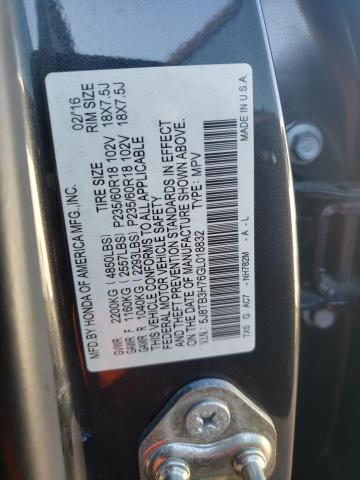 MFD. BY HONDA OF AMERICA MFG., INC. 02/16
TIRE SIZE RIM SIZE
GVWR 2200KG ( 4850LBS)
GAWR F 1160KG ( 2557LBS) P235/60R18 102V 18X7.5J
GAWR R 1040KG ( 2293LBS) P235/60R18 102V 18X7.5J
THIS VEHICLE CONFORMS TO ALL APPLICABLE
FEDERAL MOTOR VEHICLE SAFETY AND
THEFT PREVENTION STANDARDS IN EFFECT
ON THE DATE OF MANUFACTURE SHOWN ABOVE.
V.I.N.: 5J8TB3H76GL018832 TYPE: MPV
TX5 G AC7 - NH782M - A - L MADE IN U.S.A.